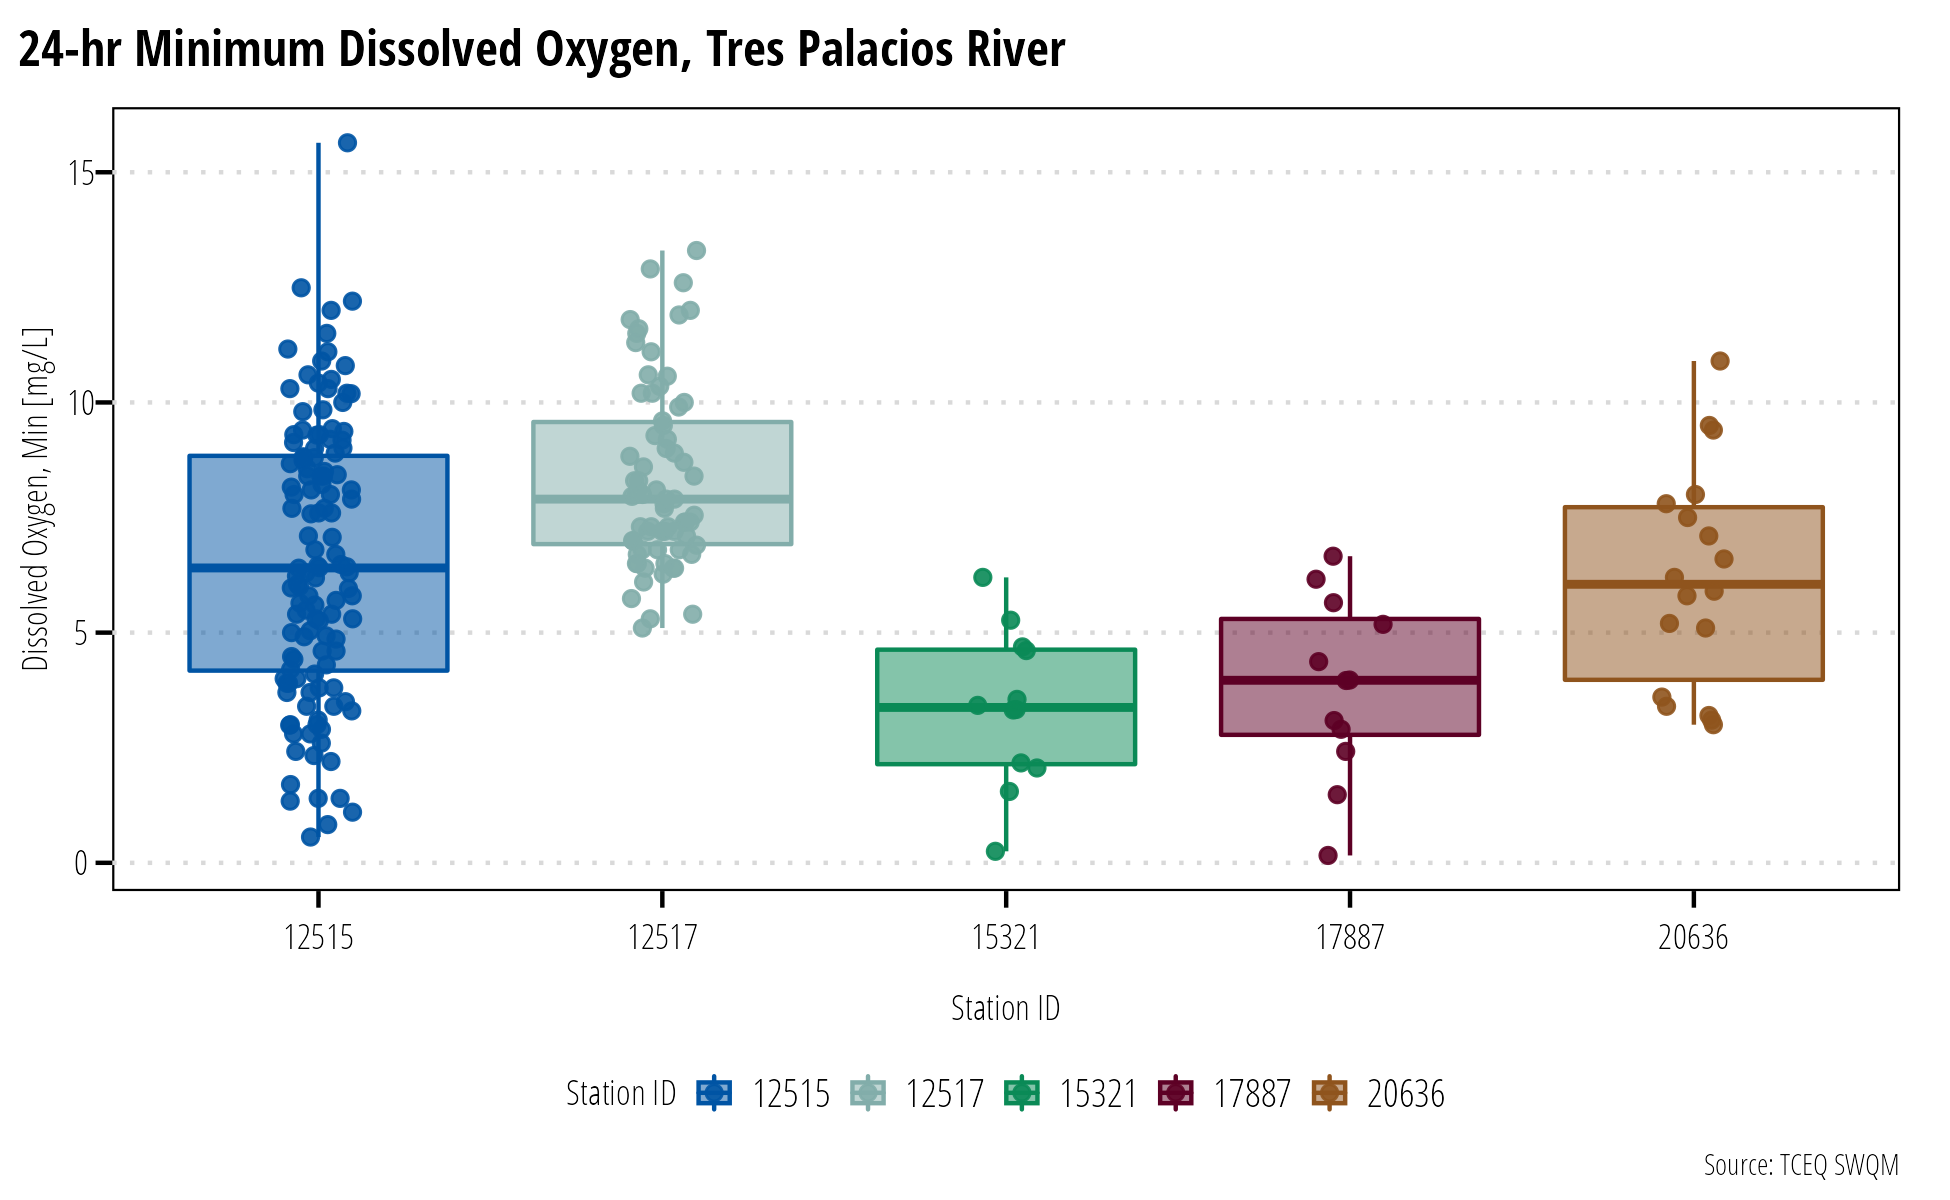 24-hr Minimum Dissolved Oxygen, Tres Palacios River
Dissolved Oxygen, Min [mg/L]
15
10
5
0
12515 12517 15321 17887 20636
Station ID
Station ID 12515 12517 15321 17887 20636
Source: TCEQ SWQM